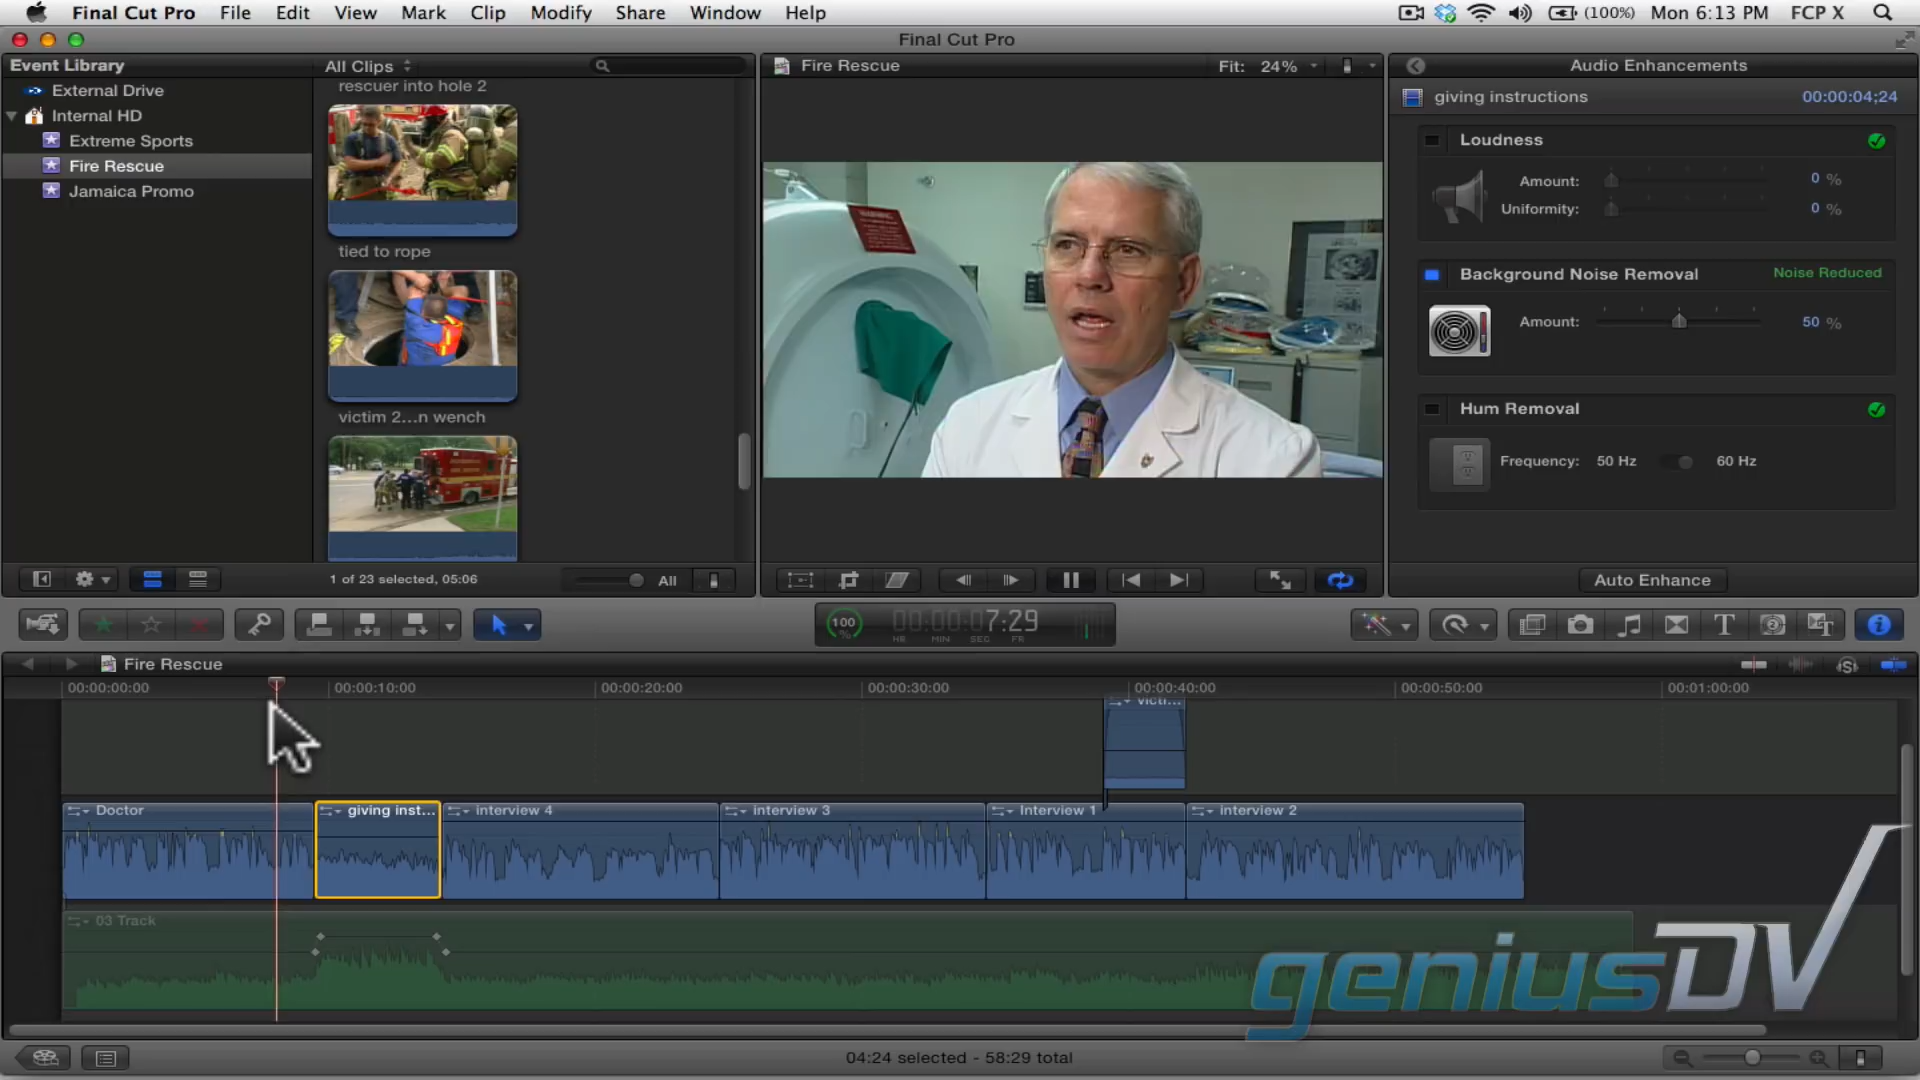 Final Cut Pro File Edit View Mark Clip Modify Share Window Help
(100%) Mon 6:13 PM FCP X
Final Cut Pro
Event Library
External Drive
Internal HD
Extreme Sports
Fire Rescue
Jamaica Promo
All Clips
rescuer into hole 2
tied to rope
victim 2...n wench
1 of 23 selected, 05:06
All
Fire Rescue
Fit: 24%
WARNING
Audio Enhancements
giving instructions 00:00:04;24
Loudness
Amount: 0 %
Uniformity: 0 %
Background Noise Removal Noise Reduced
Amount: 50 %
Hum Removal
Frequency: 50 Hz 60 Hz
Auto Enhance
100 %
00:00:07:29
HR MIN SEC FR
Fire Rescue
00:00:00:00 00:00:10:00 00:00:20:00 00:00:30:00 00:00:40:00 00:00:50:00 00:01:00:00
victi...
Doctor giving inst... interview 4 interview 3 Interview 1 interview 2
03 Track
geniusDV
04:24 selected - 58:29 total